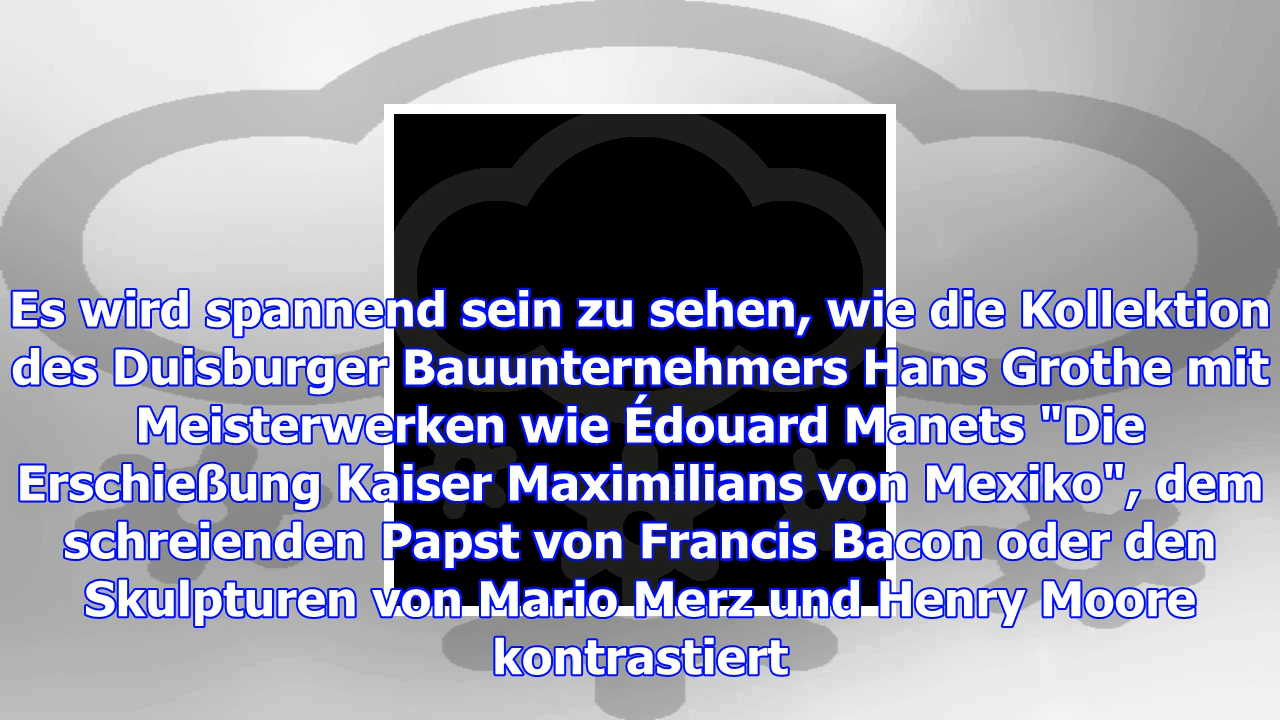 Es wird spannend sein zu sehen, wie die Kollektion
des Duisburger Bauunternehmers Hans Grothe mit
Meisterwerken wie Édouard Manets "Die
Erschießung Kaiser Maximilians von Mexiko", dem
schreienden Papst von Francis Bacon oder den
Skulpturen von Mario Merz und Henry Moore
kontrastiert